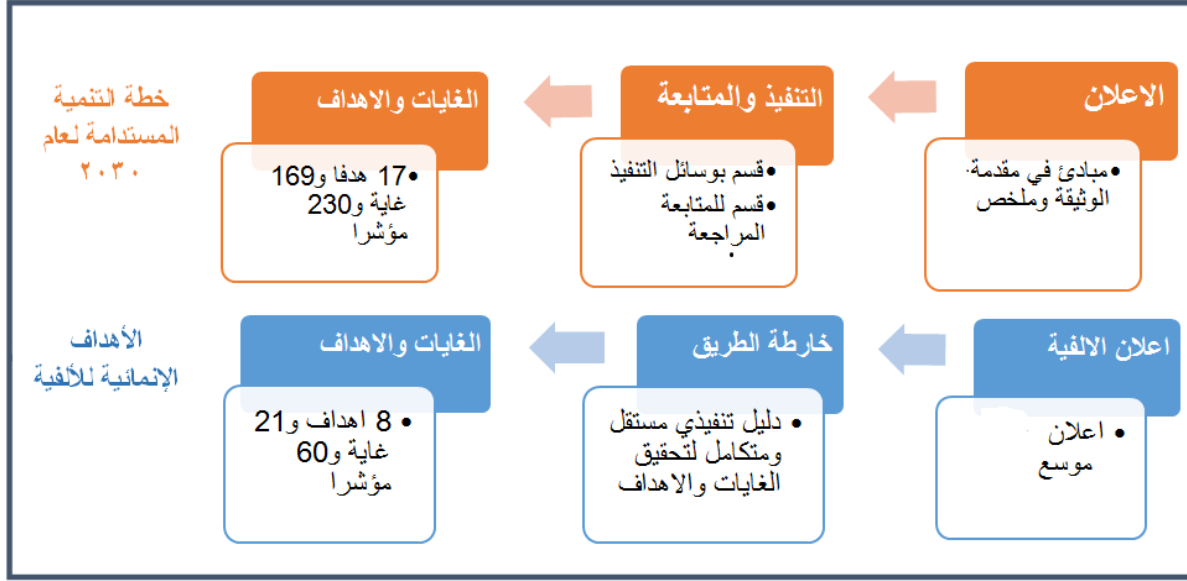 الاعلان
•مبادئ في مقدمة
الوثيقة وملخص
التنفيذ والمتابعة
•قسم بوسائل التنفيذ
•قسم للمتابعة
المراجعة
•
الغايات والاهداف
•17 هدفا و169
غاية و230
مؤشرا
خطة التنمية
المستدامة لعام
٢٠٣٠
اعلان الالفية
• اعلان
موسع
خارطة الطريق
• دليل تنفيذي مستقل
ومتكامل لتحقيق
الغايات والاهداف
الغايات والاهداف
• 8 اهداف و21
غاية و60
مؤشرا
الأهداف
الإنمائية للألفية